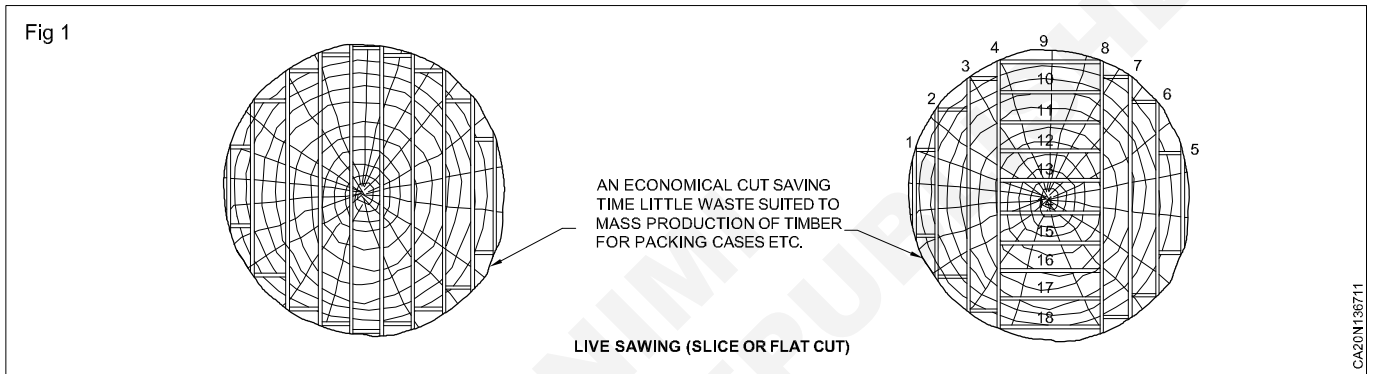 Fig 1
AN ECONOMICAL CUT SAVING
TIME LITTLE WASTE SUITED TO
MASS PRODUCTION OF TIMBER
FOR PACKING CASES ETC.
1
2
3
4
9
8
7
6
5
10
11
12
13
14
15
16
17
18
LIVE SAWING (SLICE OR FLAT CUT)
CA20N136711